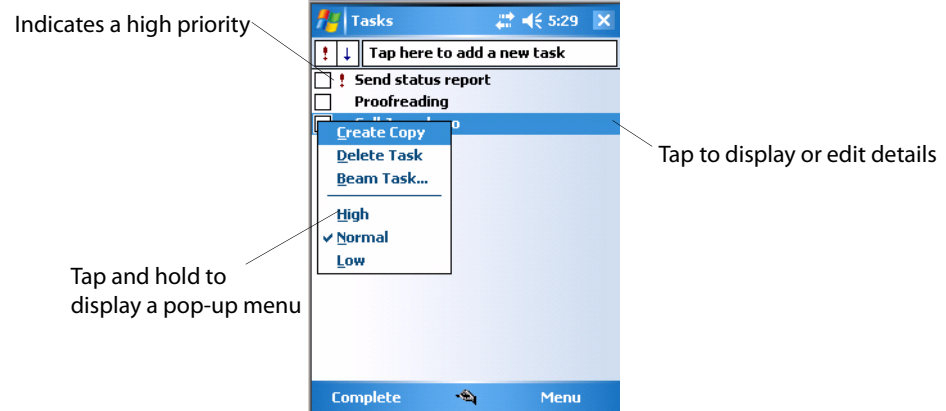 Indicates a high priority
Tasks 5:29
! ↓ Tap here to add a new task
! Send status report
Proofreading
Create Copy
Delete Task
Beam Task...
High
✓ Normal
Low
Tap to display or edit details
Tap and hold to
display a pop-up menu
Complete Menu